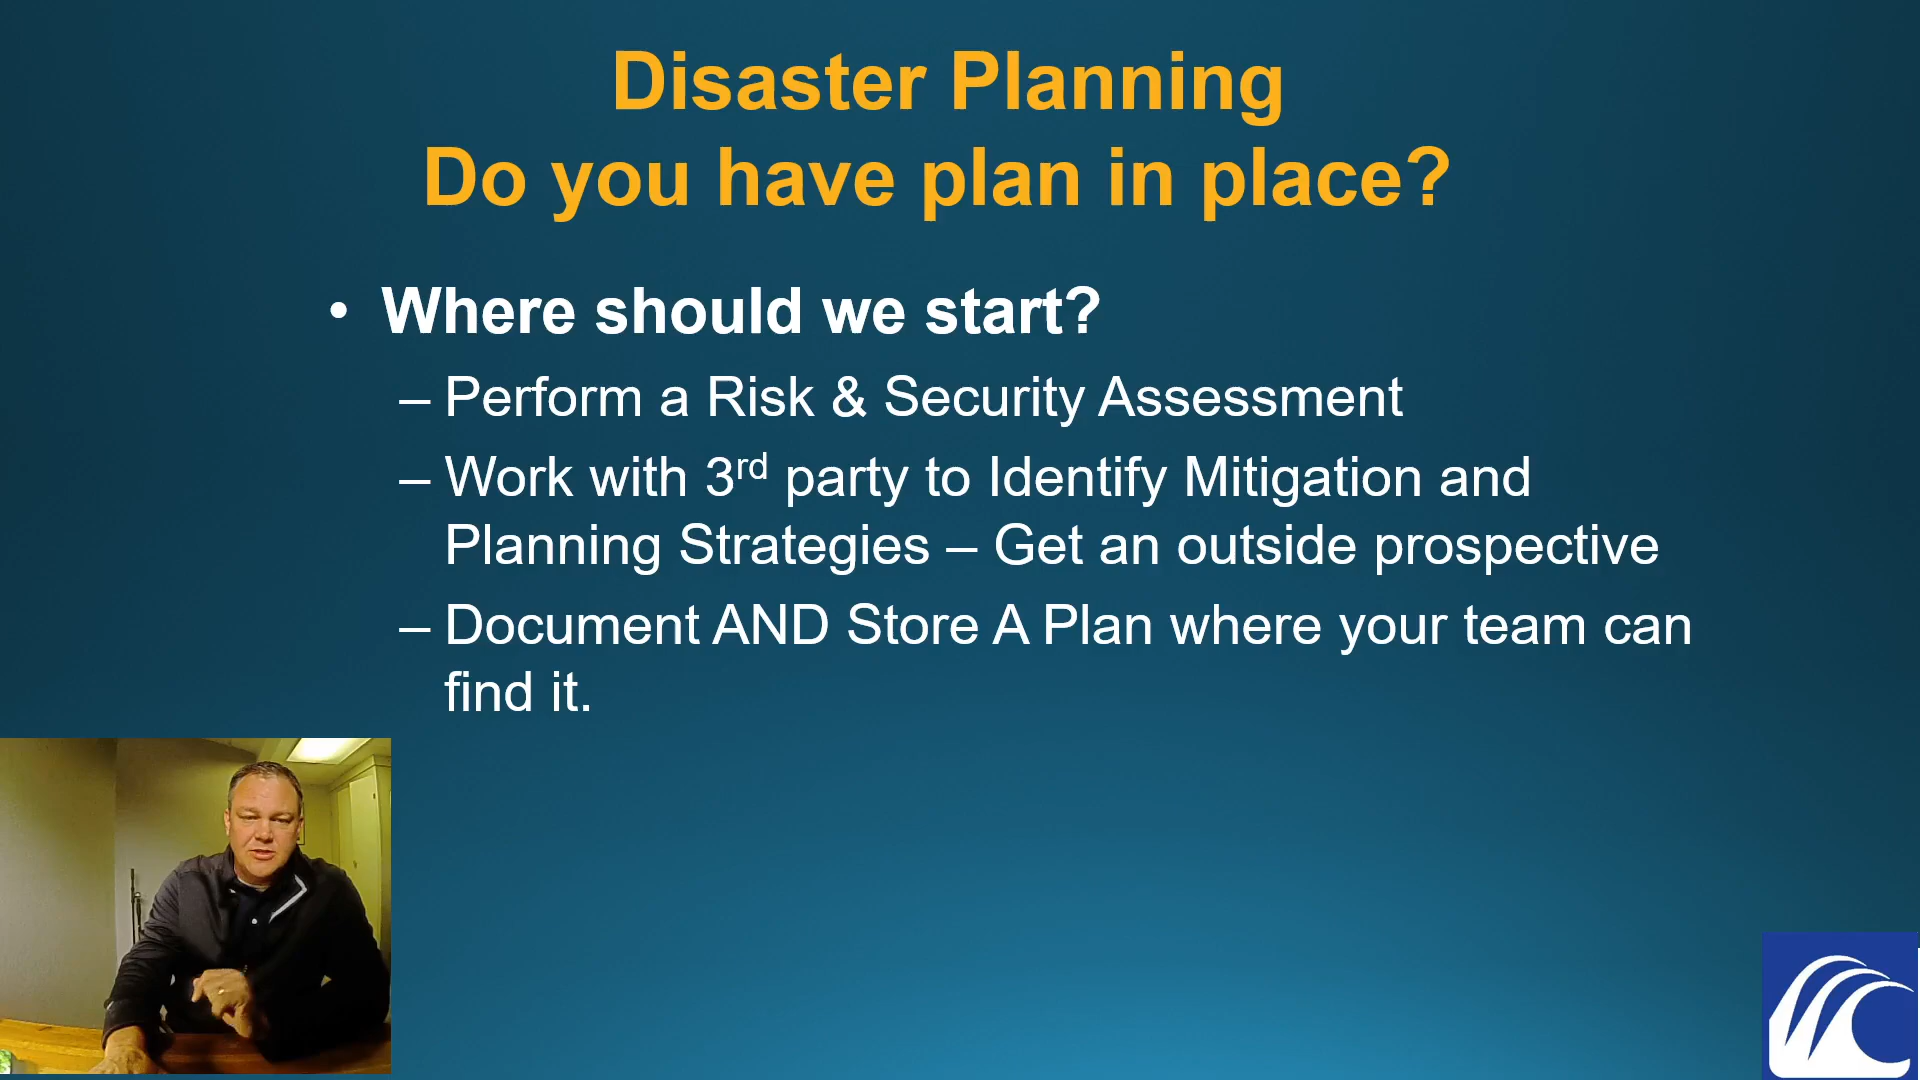 Disaster Planning
Do you have plan in place?
• Where should we start?
– Perform a Risk & Security Assessment
– Work with 3rd party to Identify Mitigation and
Planning Strategies – Get an outside prospective
– Document AND Store A Plan where your team can
find it.